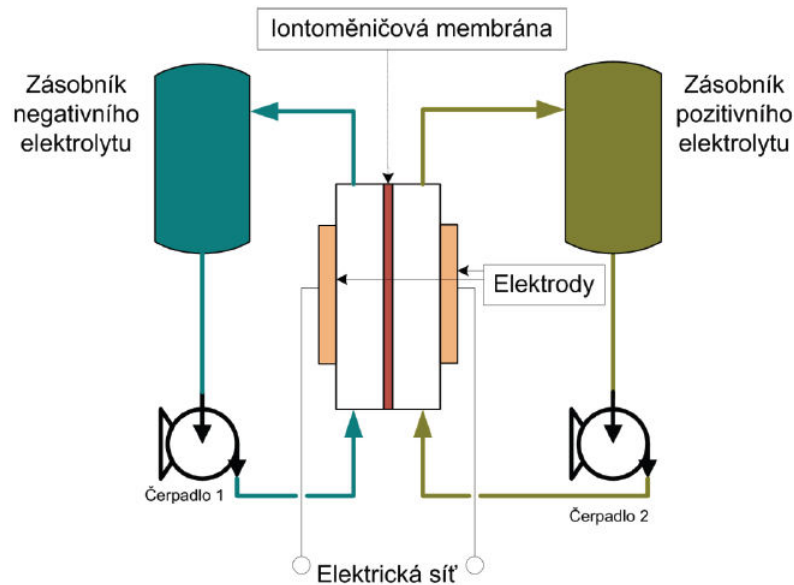 Iontoměničová membrána
Zásobník
negativního
elektrolytu
Zásobník
pozitivního
elektrolytu
Elektrody
Čerpadlo 1
Čerpadlo 2
Elektrická síť